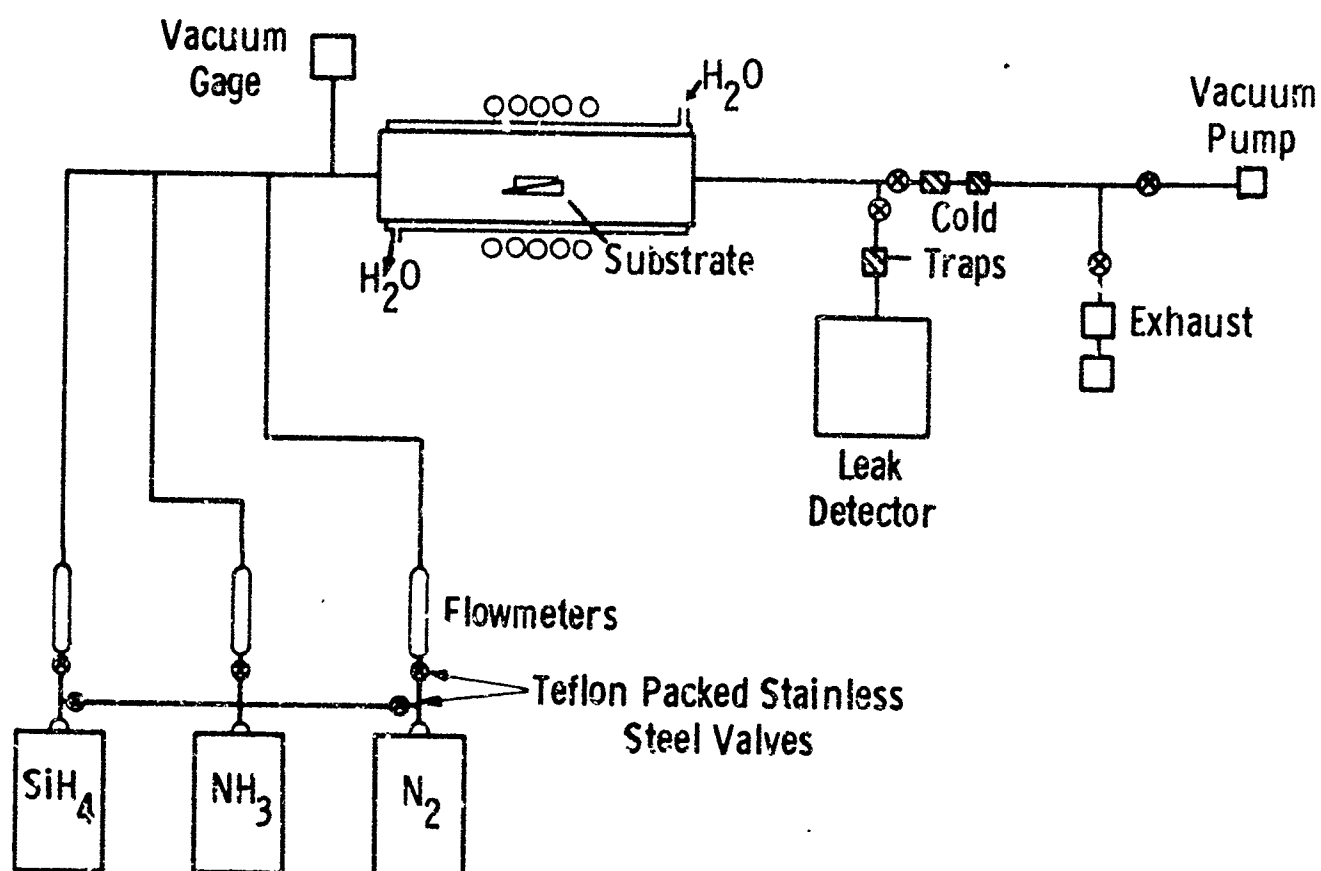 Vacuum
Gage
H2O
Vacuum
Pump
Cold
Traps
Substrate
H2O
Exhaust
Leak
Detector
Flowmeters
Teflon Packed Stainless
Steel Valves
SiH4
NH3
N2